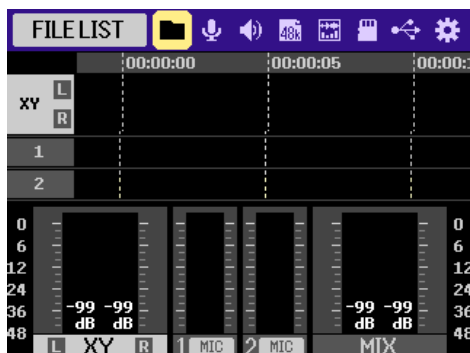 FILE LIST 48k
00:00:00 00:00:05 00:00:
XY L
R
1
2
0 0
6 6
12 12
24 24
36 -99 -99 -99 -99 36
dB dB dB dB
48 48
L XY R 1 MIC 2 MIC MIX